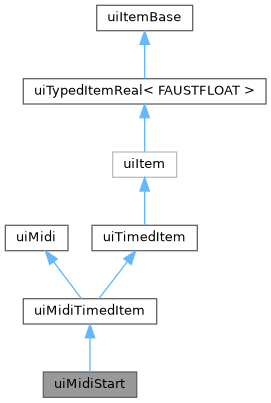 uiItemBase
uiTypedItemReal< FAUSTFLOAT >
uiItem
uiMidi
uiTimedItem
uiMidiTimedItem
uiMidiStart